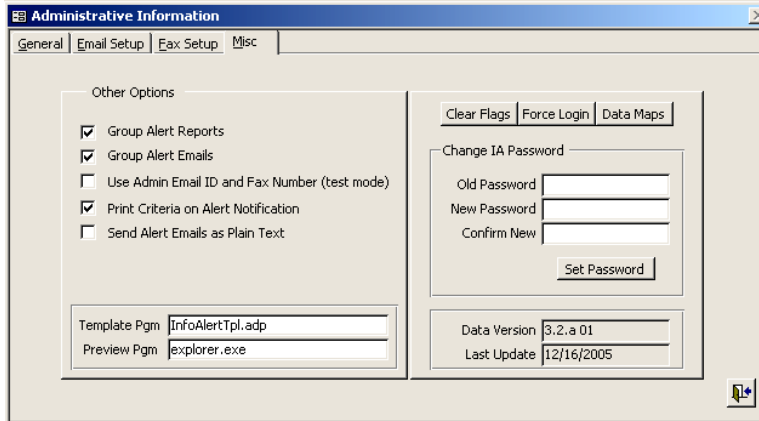 Administrative Information
General Email Setup Fax Setup Misc
Other Options
Group Alert Reports
Group Alert Emails
Use Admin Email ID and Fax Number (test mode)
Print Criteria on Alert Notification
Send Alert Emails as Plain Text
Template Pgm InfoAlertTpl.adp
Preview Pgm explorer.exe
Clear Flags Force Login Data Maps
Change IA Password
Old Password
New Password
Confirm New
Set Password
Data Version 3.2.a 01
Last Update 12/16/2005